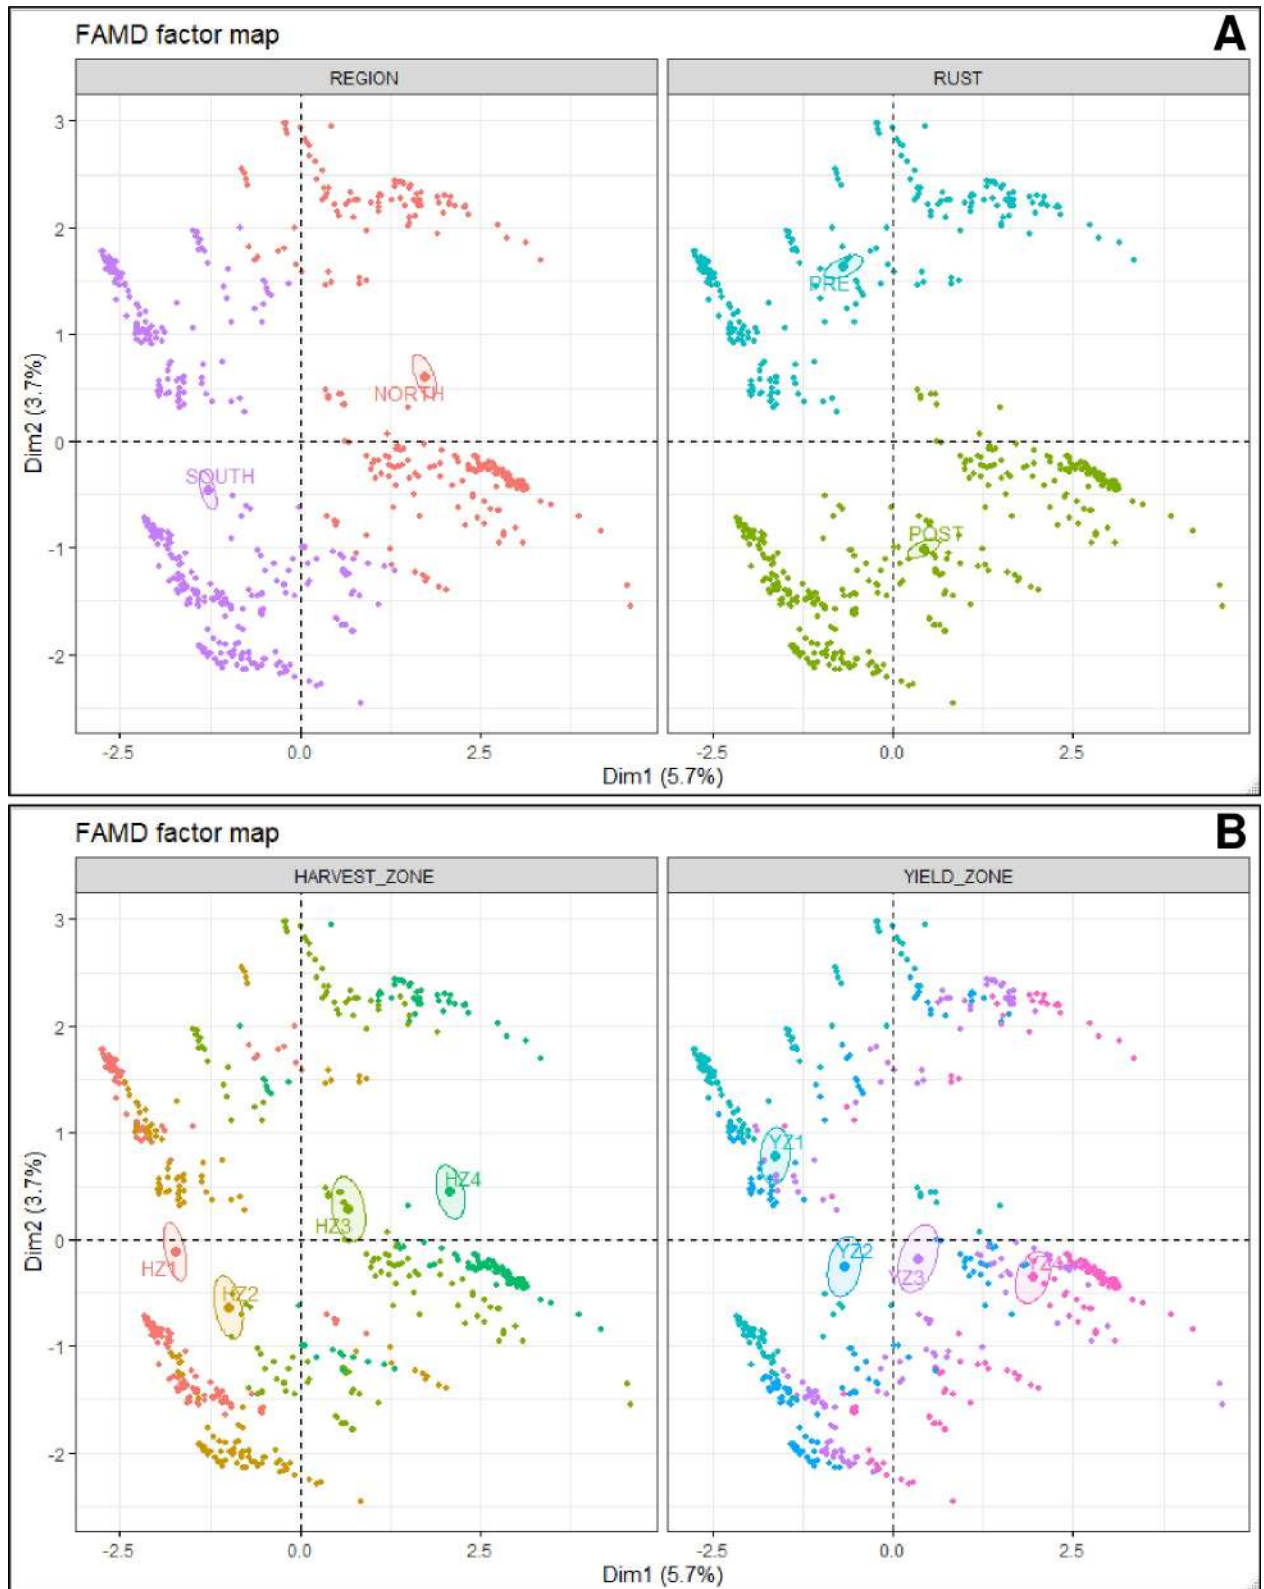 FAMD factor map
A
REGION
RUST
3
2
1
0
-1
-2
Dim2 (3.7%)
NORTH
SOUTH
PRE
POST
-2.5
0.0
2.5
-2.5
0.0
2.5
Dim1 (5.7%)
FAMD factor map
B
HARVEST_ZONE
YIELD_ZONE
3
2
1
0
-1
-2
Dim2 (3.7%)
HZ4
HZ3
HZ1
HZ2
YZ1
YZ2
YZ3
YZ4
-2.5
0.0
2.5
-2.5
0.0
2.5
Dim1 (5.7%)